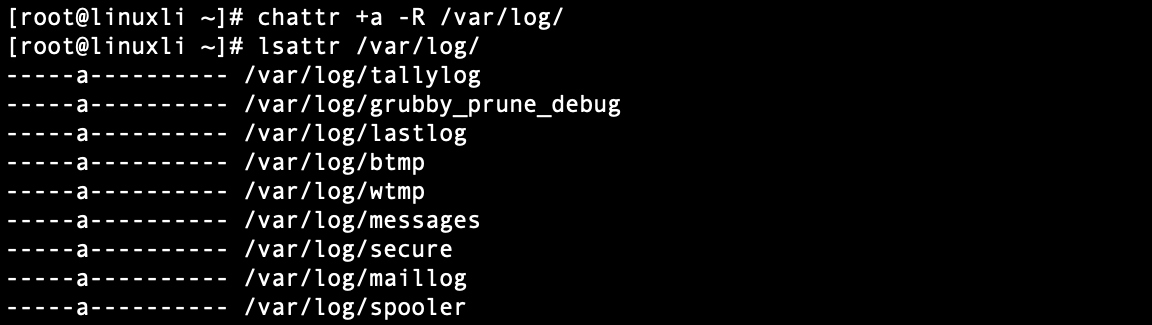 [root@linuxli ~]# chattr +a -R /var/log/
[root@linuxli ~]# lsattr /var/log/
-----a---------- /var/log/tallylog
-----a---------- /var/log/grubby_prune_debug
-----a---------- /var/log/lastlog
-----a---------- /var/log/btmp
-----a---------- /var/log/wtmp
-----a---------- /var/log/messages
-----a---------- /var/log/secure
-----a---------- /var/log/maillog
-----a---------- /var/log/spooler